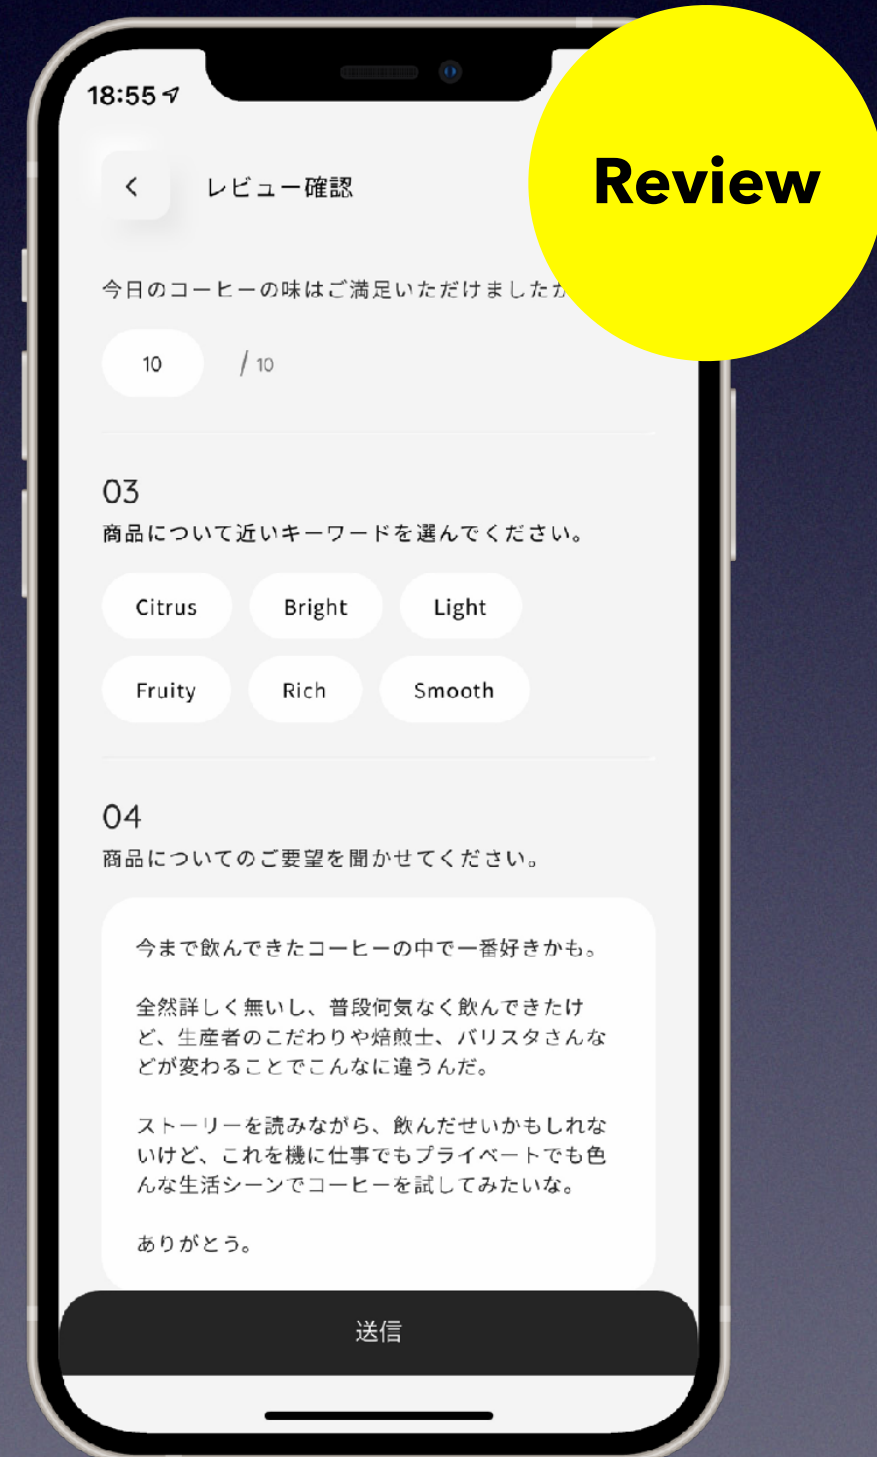 18:55
Review
レビュー確認
今日のコーヒーの味はご満足いただけました
10
/ 10
03
商品について近いキーワードを選んでください。
Citrus
Bright
Light
Fruity
Rich
Smooth
04
商品についてのご要望を聞かせてください。
今まで飲んできたコーヒーの中で一番好きかも。
全然詳しく無いし、普段何気なく飲んできたけ
ど、生産者のこだわりや焙煎士、バリスタさんな
どが変わることでこんなに違うんだ。
ストーリーを読みながら、飲んだせいかもしれな
いけど、これを機に仕事でもプライベートでも色
んな生活シーンでコーヒーを試してみたいな。
ありがとう。
送信